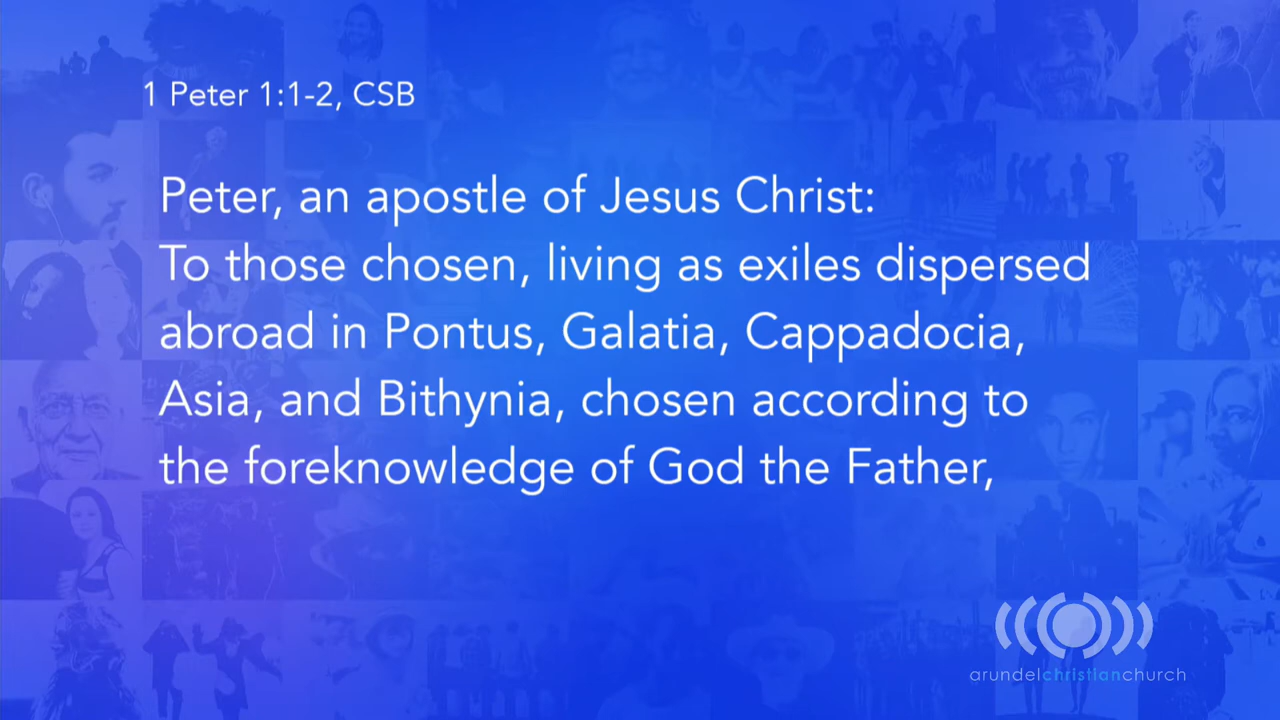 1 Peter 1:1-2, CSB
Peter, an apostle of Jesus Christ:
To those chosen, living as exiles dispersed
abroad in Pontus, Galatia, Cappadocia,
Asia, and Bithynia, chosen according to
the foreknowledge of God the Father,
arundelchristianchurch